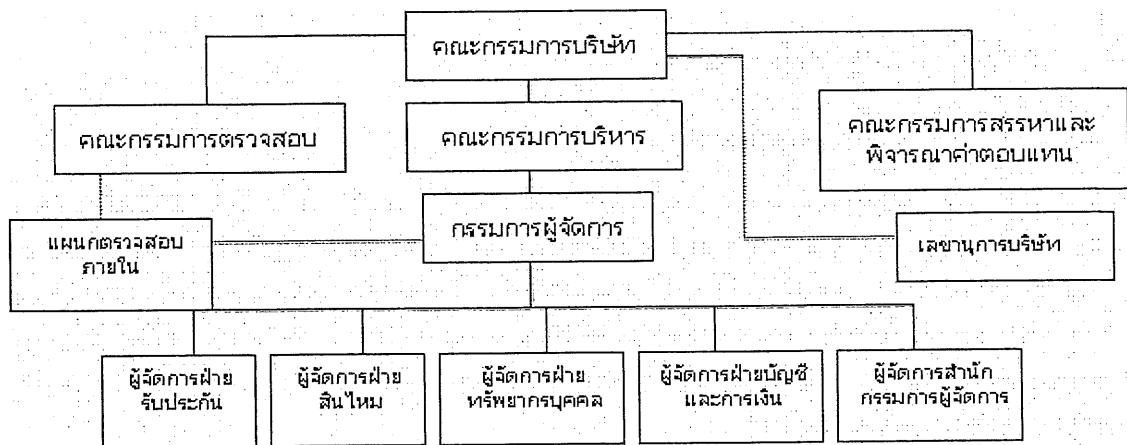 คณะกรรมการบริษัท
คณะกรรมการตรวจสอบ
คณะกรรมการบริหาร
คณะกรรมการสรรหาและ
พิจารณาค่าตอบแทน
แผนกตรวจสอบ
ภายใน
กรรมการผู้จัดการ
เลขานุการบริษัท
ผู้จัดการฝ่าย
รับประกัน
ผู้จัดการฝ่าย
สินไหม
ผู้จัดการฝ่าย
ทรัพยากรบุคคล
ผู้จัดการฝ่ายบัญชี
และการเงิน
ผู้จัดการสำนัก
กรรมการผู้จัดการ